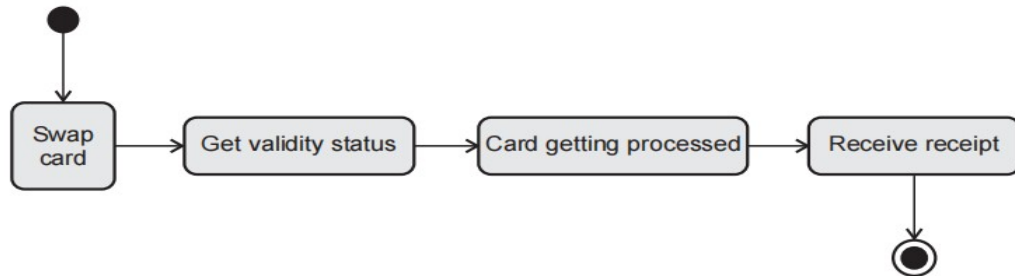 Swap
card
Get validity status
Card getting processed
Receive receipt